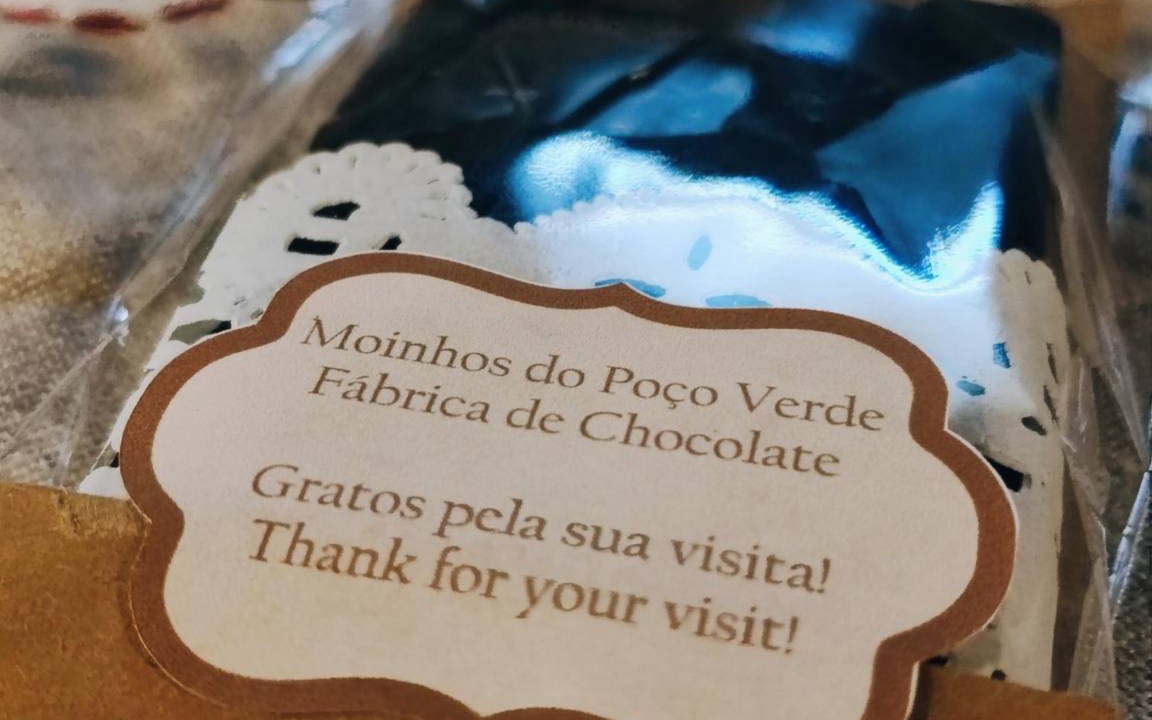 Moinhos do Poço Verde
Fábrica de Chocolate
Gratos pela sua visita!
Thank for your visit!